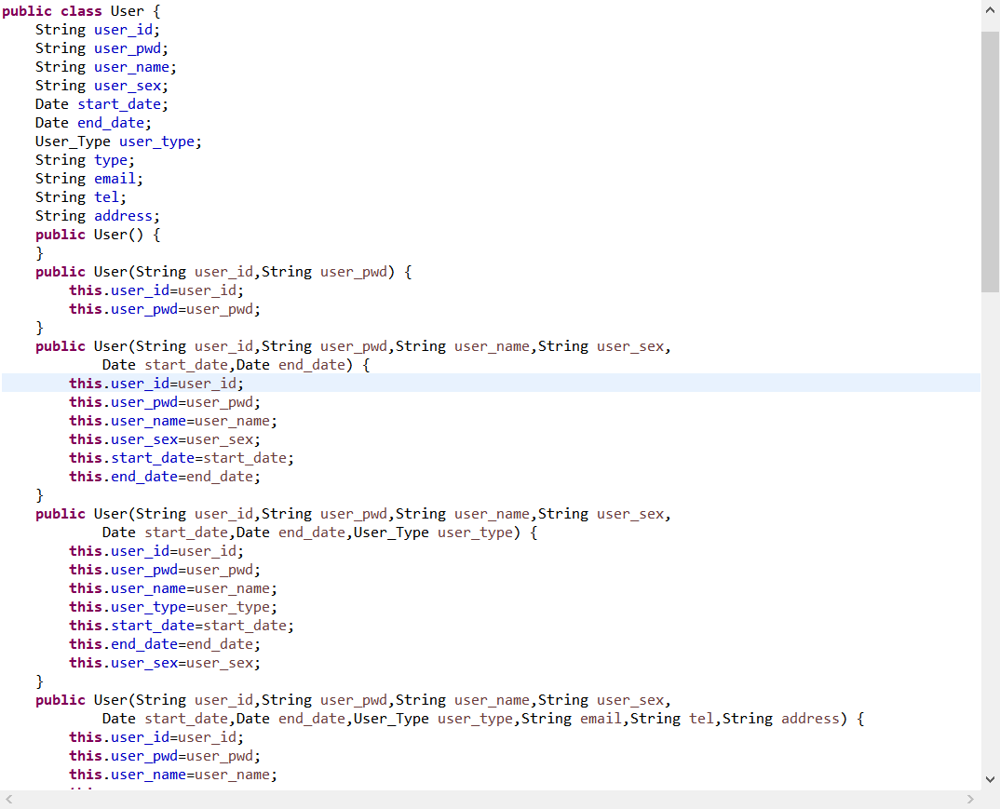 public class User {
    String user_id;
    String user_pwd;
    String user_name;
    String user_sex;
    Date start_date;
    Date end_date;
    User_Type user_type;
    String type;
    String email;
    String tel;
    String address;
    public User() {
    }
    public User(String user_id,String user_pwd) {
        this.user_id=user_id;
        this.user_pwd=user_pwd;
    }
    public User(String user_id,String user_pwd,String user_name,String user_sex,
            Date start_date,Date end_date) {
        this.user_id=user_id;
        this.user_pwd=user_pwd;
        this.user_name=user_name;
        this.user_sex=user_sex;
        this.start_date=start_date;
        this.end_date=end_date;
    }
    public User(String user_id,String user_pwd,String user_name,String user_sex,
            Date start_date,Date end_date,User_Type user_type) {
        this.user_id=user_id;
        this.user_pwd=user_pwd;
        this.user_name=user_name;
        this.user_type=user_type;
        this.start_date=start_date;
        this.end_date=end_date;
        this.user_sex=user_sex;
    }
    public User(String user_id,String user_pwd,String user_name,String user_sex,
            Date start_date,Date end_date,User_Type user_type,String email,String tel,String address) {
        this.user_id=user_id;
        this.user_pwd=user_pwd;
        this.user_name=user_name;